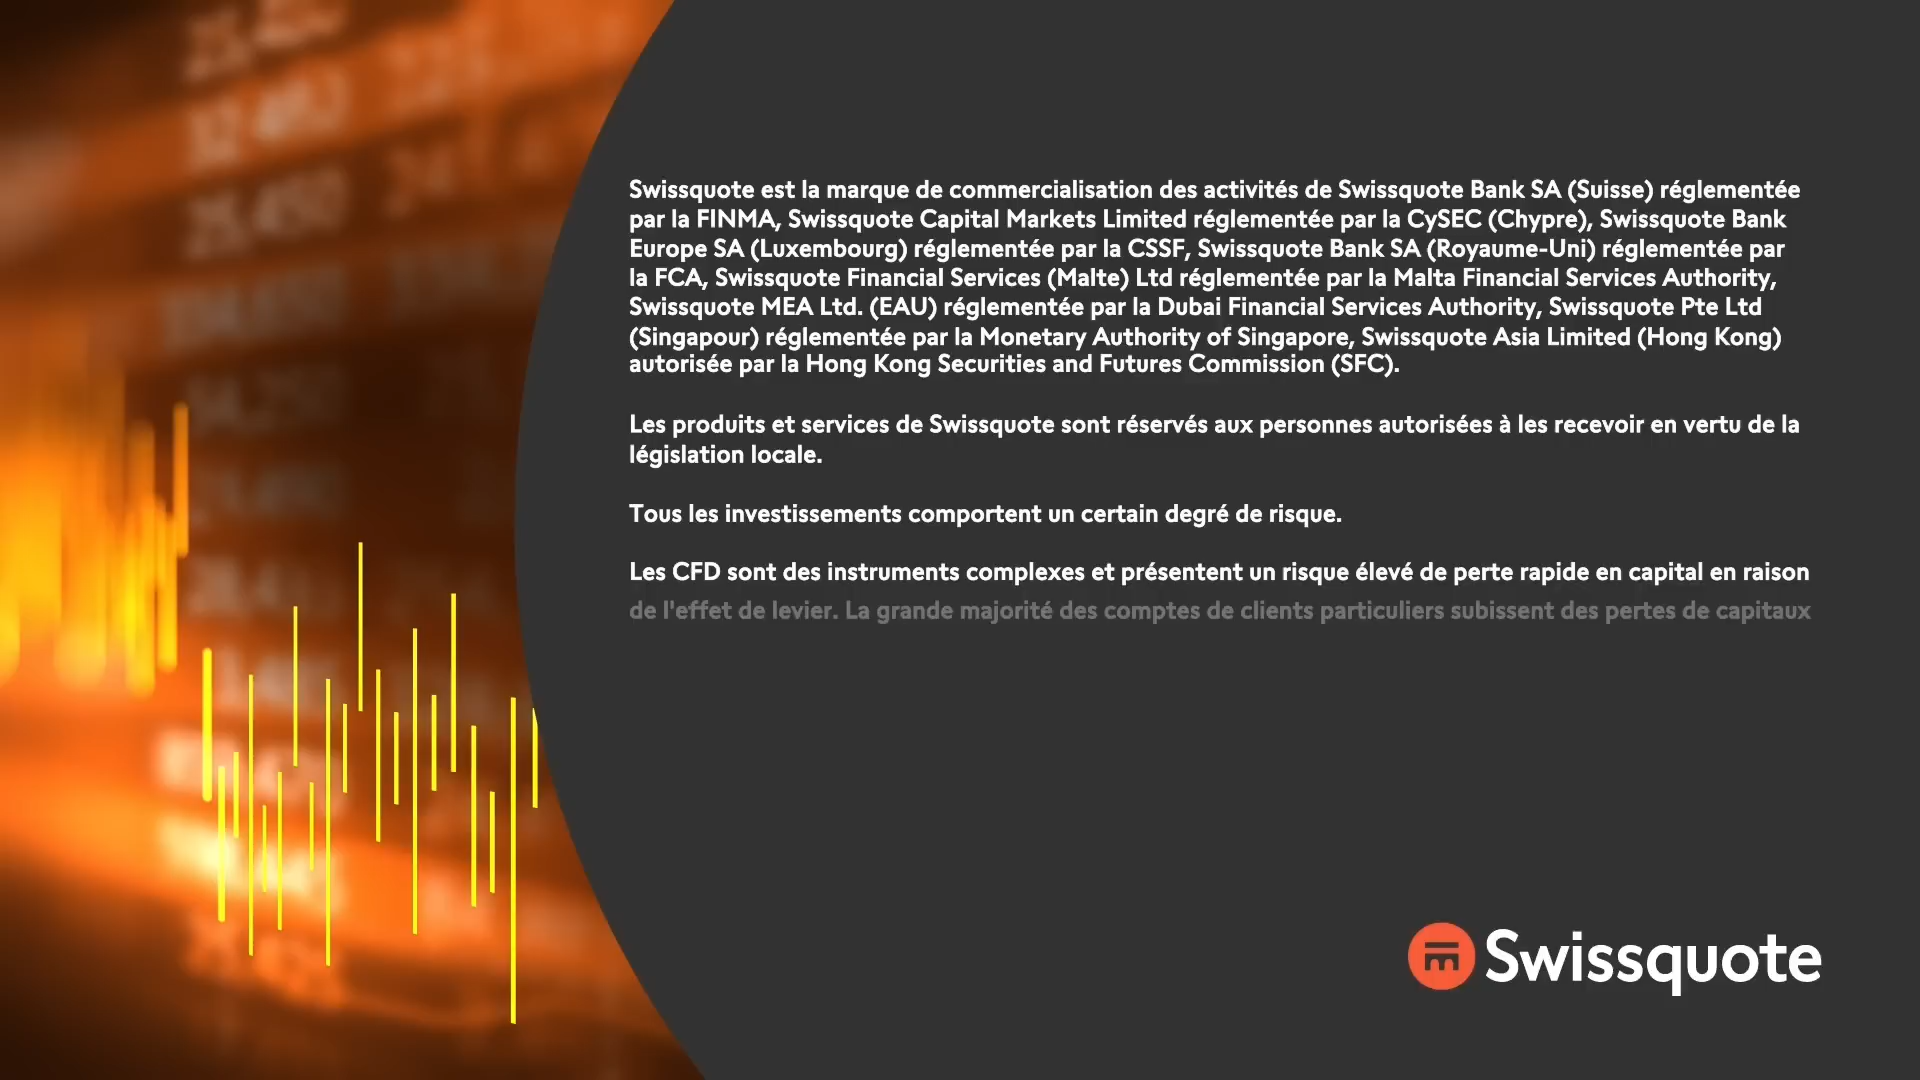 Swissquote est la marque de commercialisation des activités de Swissquote Bank SA (Suisse) réglementée
par la FINMA, Swissquote Capital Markets Limited réglementée par la CySEC (Chypre), Swissquote Bank
Europe SA (Luxembourg) réglementée par la CSSF, Swissquote Bank SA (Royaume-Uni) réglementée par
la FCA, Swissquote Financial Services (Malte) Ltd réglementée par la Malta Financial Services Authority,
Swissquote MEA Ltd. (EAU) réglementée par la Dubai Financial Services Authority, Swissquote Pte Ltd
(Singapour) réglementée par la Monetary Authority of Singapore, Swissquote Asia Limited (Hong Kong)
autorisée par la Hong Kong Securities and Futures Commission (SFC).
Les produits et services de Swissquote sont réservés aux personnes autorisées à les recevoir en vertu de la
législation locale.
Tous les investissements comportent un certain degré de risque.
Les CFD sont des instruments complexes et présentent un risque élevé de perte rapide en capital en raison
de l'effet de levier. La grande majorité des comptes de clients particuliers subissent des pertes de capitaux
Swissquote